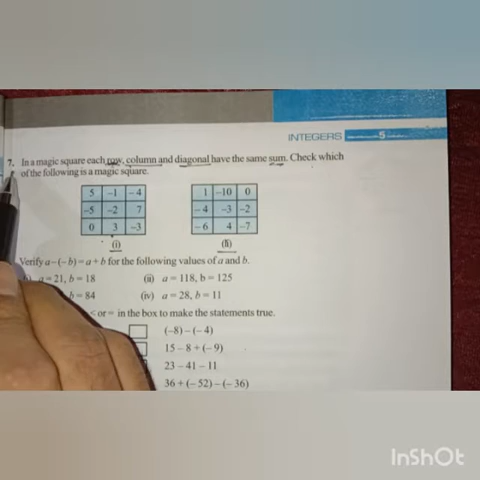 INTEGERS 5
7. In a magic square each row, column and diagonal have the same sum. Check which
of the following is a magic square.
5 -1 -4
-5 -2 7
0 3 -3
(i)
1 -10 0
-4 -3 -2
-6 4 -7
(ii)
Verify a-(-b)=a+b for the following values of a and b.
a=21, b=18
(ii) a=118, b=125
b=84
(iv) a=28, b=11
< or = in the box to make the statements true.
(-8)-(-4)
15-8+(-9)
23-41-11
36+(-52)-(-36)
InShOt